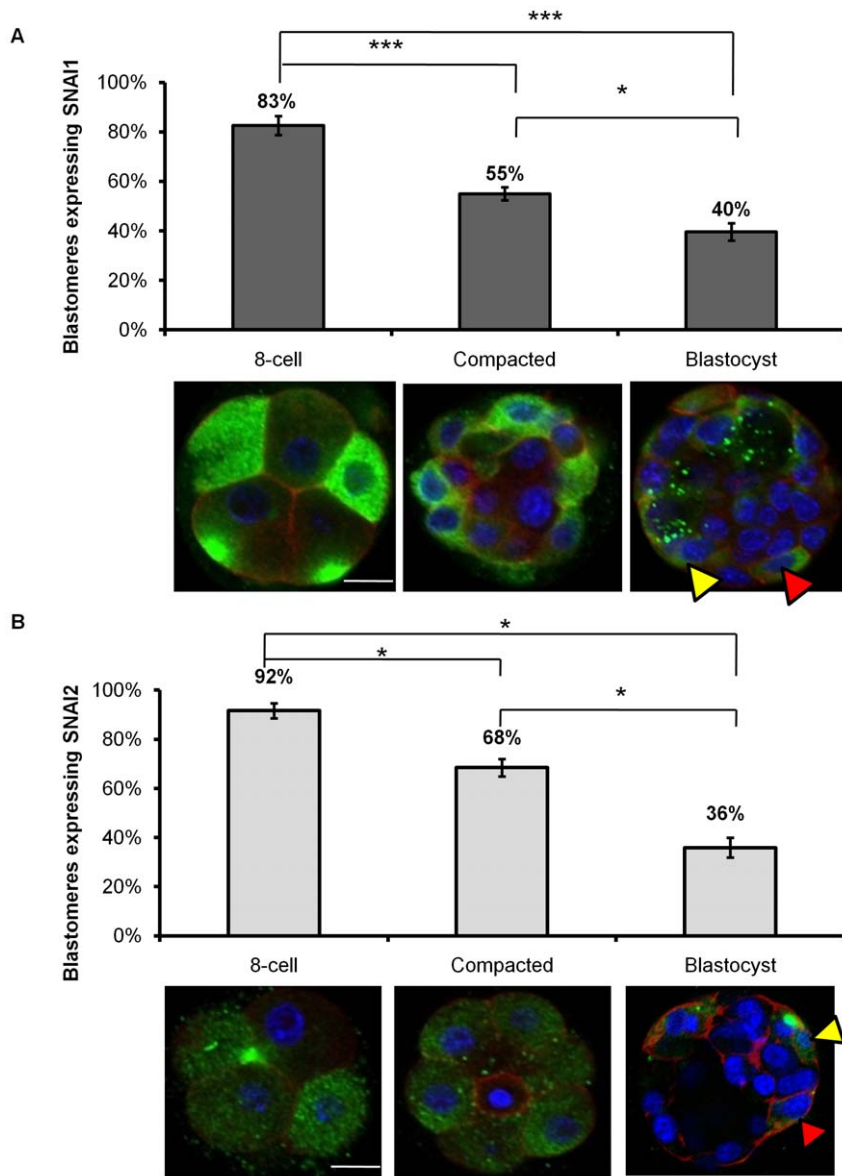 A
***
***
*
Blastomeres expressing SNAI1
100%
80%
60%
40%
20%
0%
83%
55%
40%
8-cell
Compacted
Blastocyst
B
*
*
*
Blastomeres expressing SNAI2
100%
80%
60%
40%
20%
0%
92%
68%
36%
8-cell
Compacted
Blastocyst